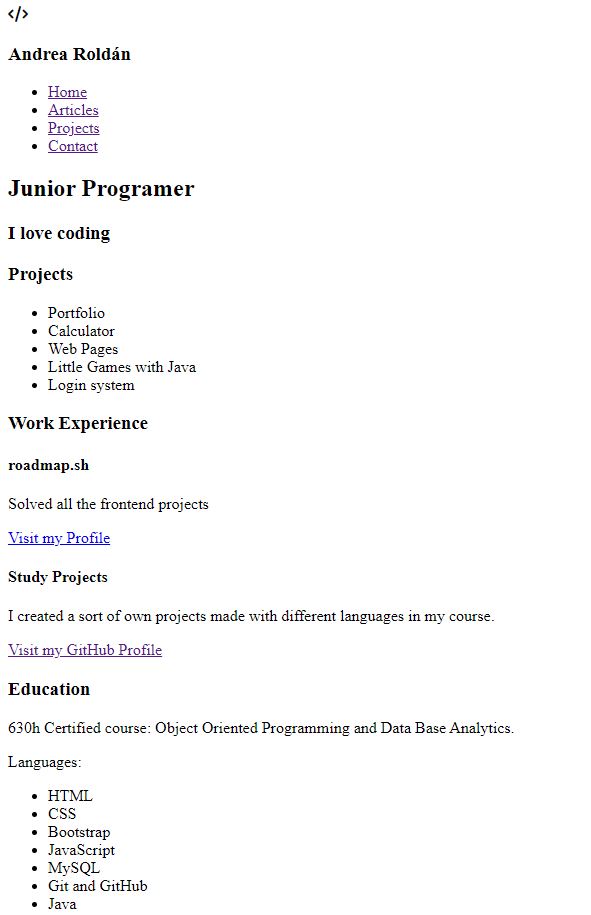 </>
Andrea Roldán
Home
Articles
Projects
Contact
Junior Programer
I love coding
Projects
Portfolio
Calculator
Web Pages
Little Games with Java
Login system
Work Experience
roadmap.sh
Solved all the frontend projects
Visit my Profile
Study Projects
I created a sort of own projects made with different languages in my course.
Visit my GitHub Profile
Education
630h Certified course: Object Oriented Programming and Data Base Analytics.
Languages:
HTML
CSS
Bootstrap
JavaScript
MySQL
Git and GitHub
Java